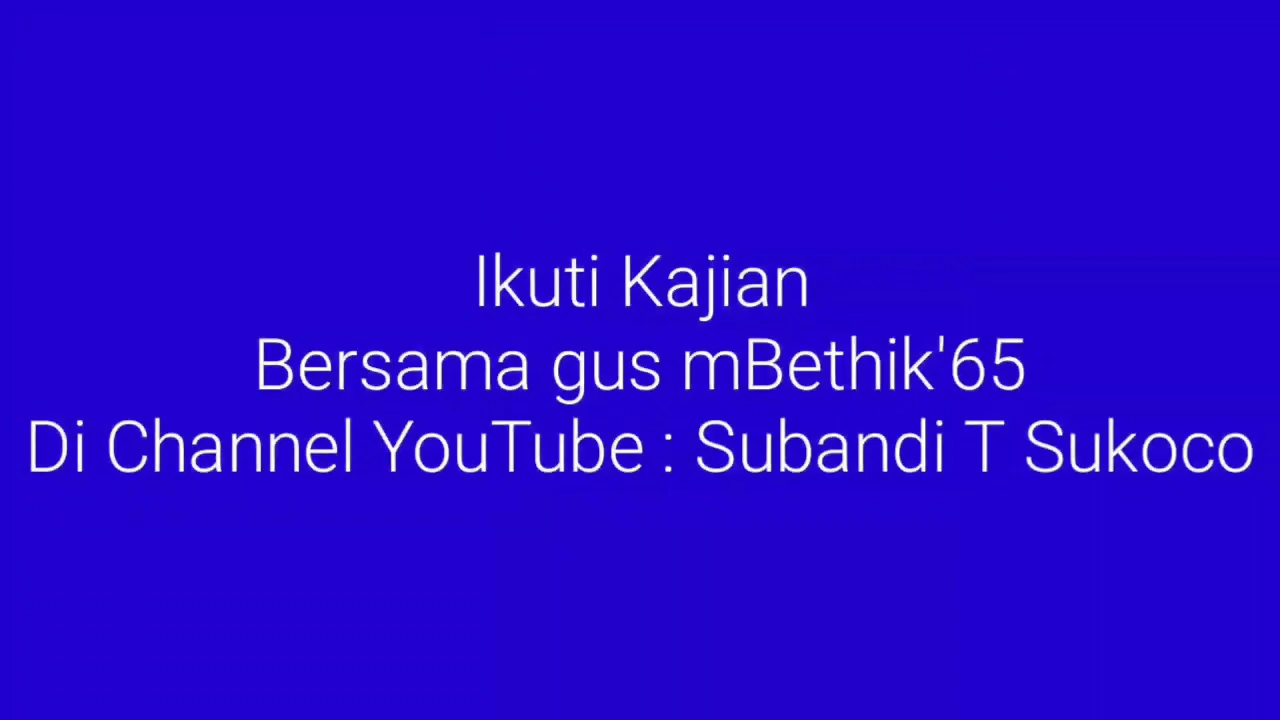 Ikuti Kajian
Bersama gus mBethik'65
Di Channel YouTube : Subandi T Sukoco